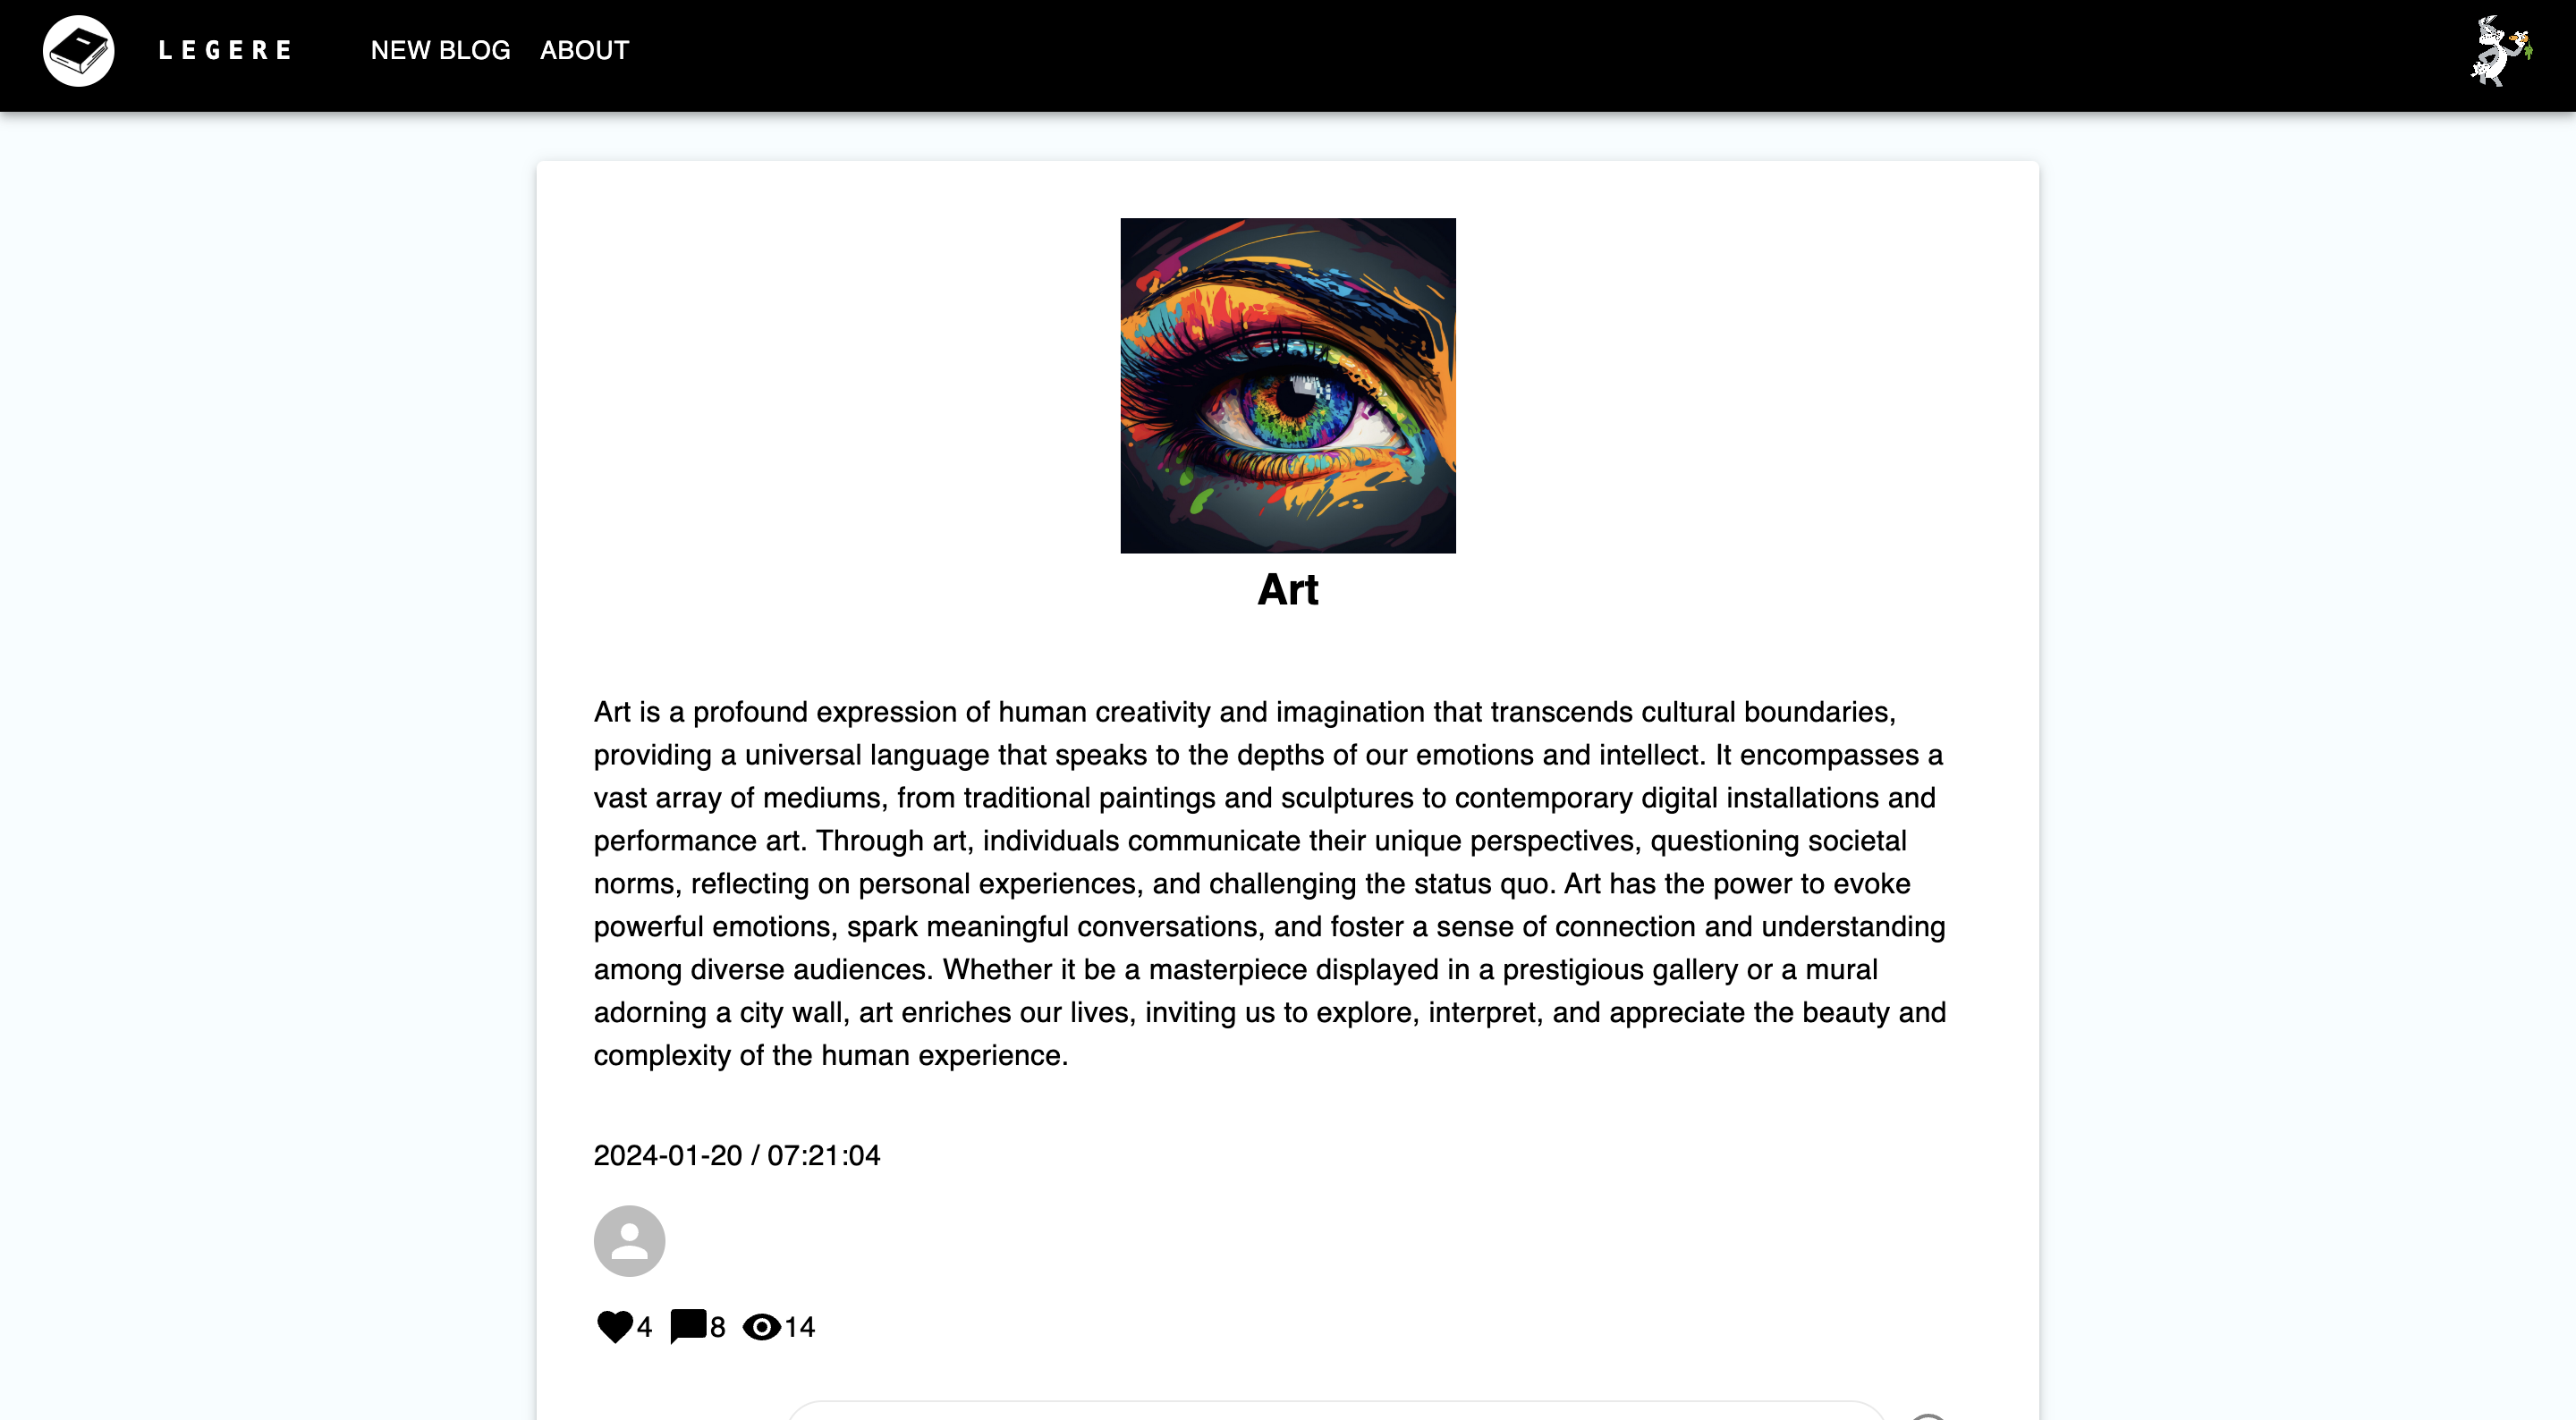 LEGERE NEW BLOG ABOUT
Art
Art is a profound expression of human creativity and imagination that transcends cultural boundaries,
providing a universal language that speaks to the depths of our emotions and intellect. It encompasses a
vast array of mediums, from traditional paintings and sculptures to contemporary digital installations and
performance art. Through art, individuals communicate their unique perspectives, questioning societal
norms, reflecting on personal experiences, and challenging the status quo. Art has the power to evoke
powerful emotions, spark meaningful conversations, and foster a sense of connection and understanding
among diverse audiences. Whether it be a masterpiece displayed in a prestigious gallery or a mural
adorning a city wall, art enriches our lives, inviting us to explore, interpret, and appreciate the beauty and
complexity of the human experience.
2024-01-20 / 07:21:04
4 8 14